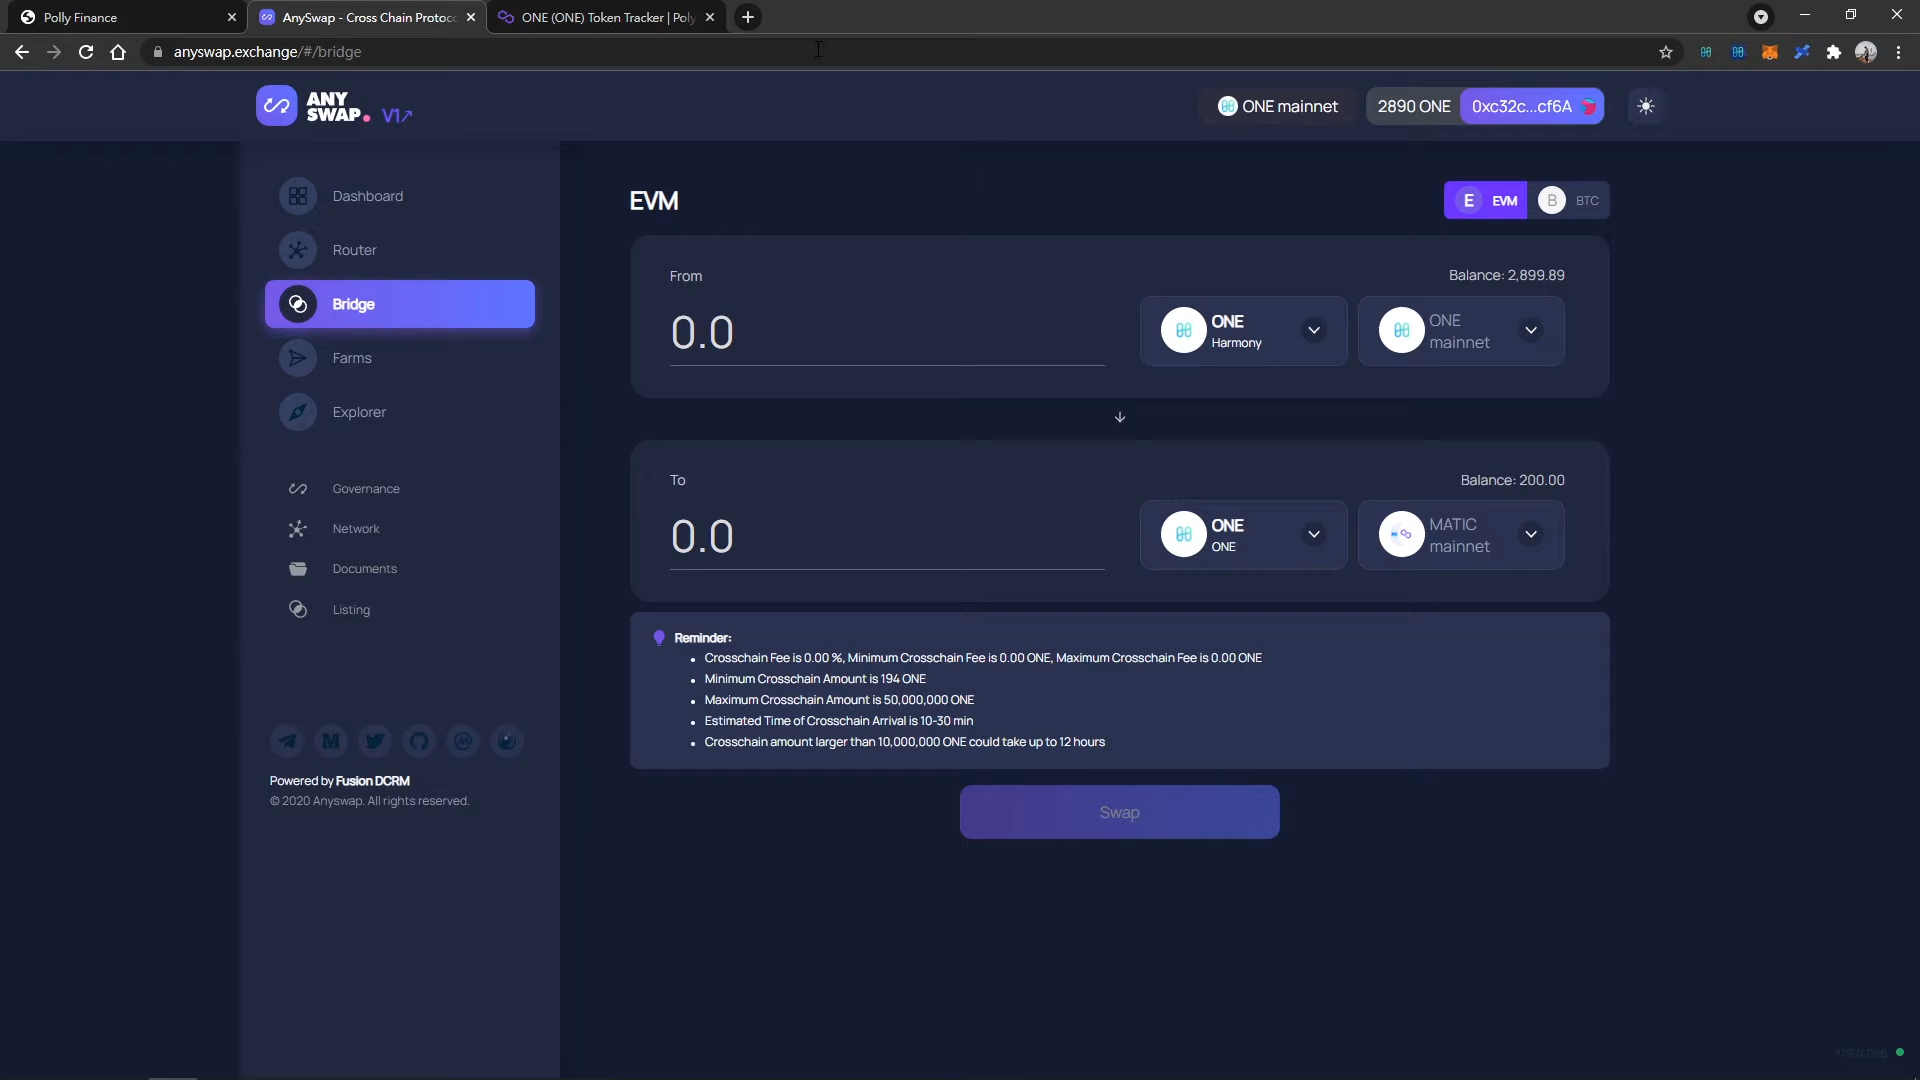 Polly Finance
AnySwap - Cross Chain Protoco
ONE (ONE) Token Tracker | Poly
anyswap.exchange/#/bridge
ANY
SWAP.
V1↗
ONE mainnet
2890 ONE
0xc32c...cf6A
Dashboard
Router
Bridge
Farms
Explorer
Governance
Network
Documents
Listing
Powered by Fusion DCRM
© 2020 Anyswap. All rights reserved.
EVM
E EVM
B BTC
From
Balance: 2,899.89
0.0
ONE
Harmony
ONE
mainnet
To
Balance: 200.00
0.0
ONE
ONE
MATIC
mainnet
Reminder:
Crosschain Fee is 0.00 %, Minimum Crosschain Fee is 0.00 ONE, Maximum Crosschain Fee is 0.00 ONE
Minimum Crosschain Amount is 194 ONE
Maximum Crosschain Amount is 50,000,000 ONE
Estimated Time of Crosschain Arrival is 10-30 min
Crosschain amount larger than 10,000,000 ONE could take up to 12 hours
Swap